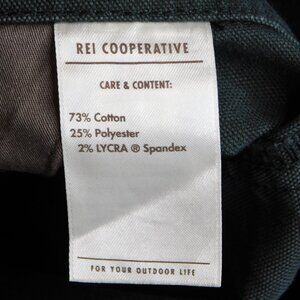 REI COOPERATIVE
CARE & CONTENT:
73% Cotton
25% Polyester
2% LYCRA ® Spandex
FOR YOUR OUTDOOR LIFE